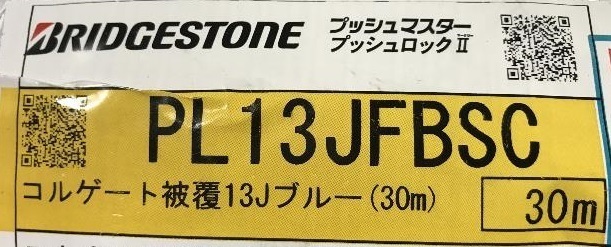 BRIDGESTONE
プッシュマスター
プッシュロックⅡ
PL13JFBSC
コルゲート被覆13Jブルー(30m)
30m